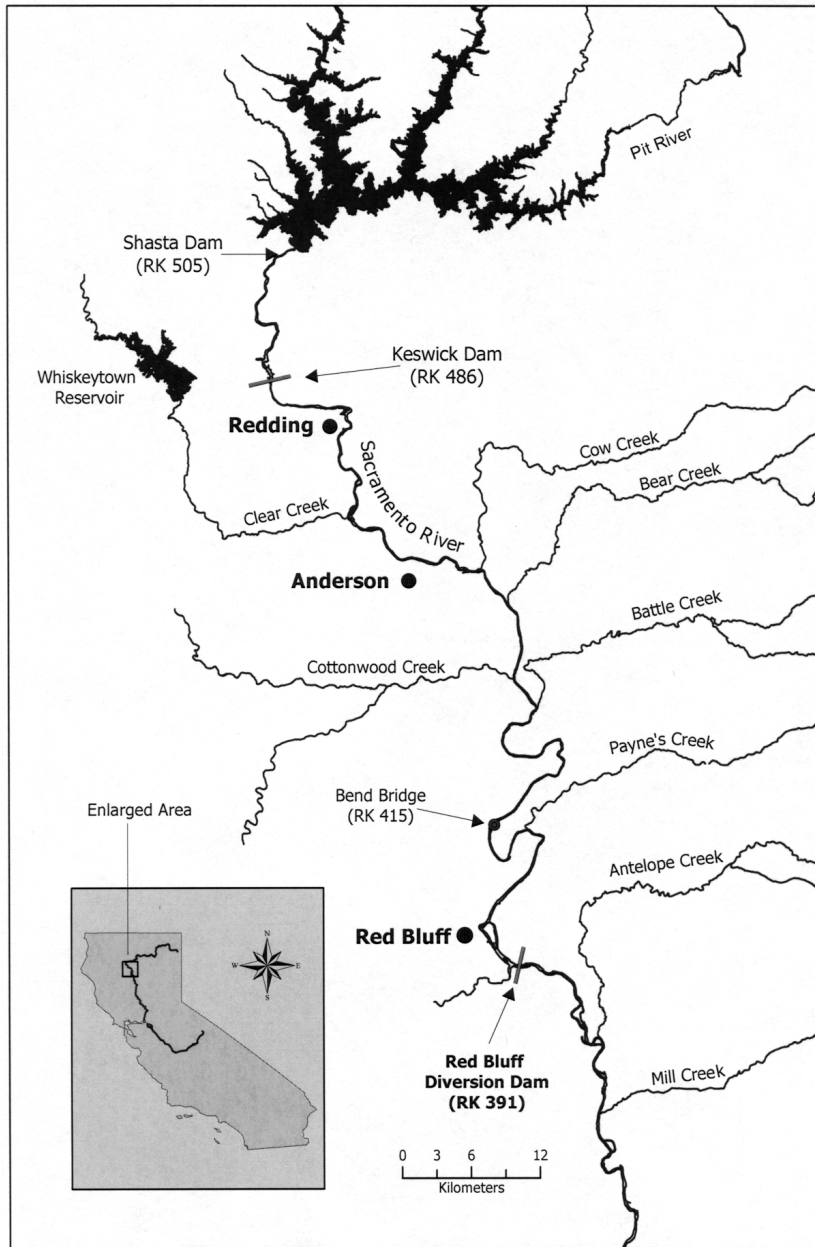 Pit River
Shasta Dam
(RK 505)
Keswick Dam
(RK 486)
Whiskeytown
Reservoir
Redding
Sacramento River
Cow Creek
Bear Creek
Clear Creek
Anderson
Battle Creek
Cottonwood Creek
Payne's Creek
Bend Bridge
(RK 415)
Enlarged Area
Antelope Creek
Red Bluff
N
W
E
S
Red Bluff
Diversion Dam
(RK 391)
Mill Creek
0 3 6 12
Kilometers